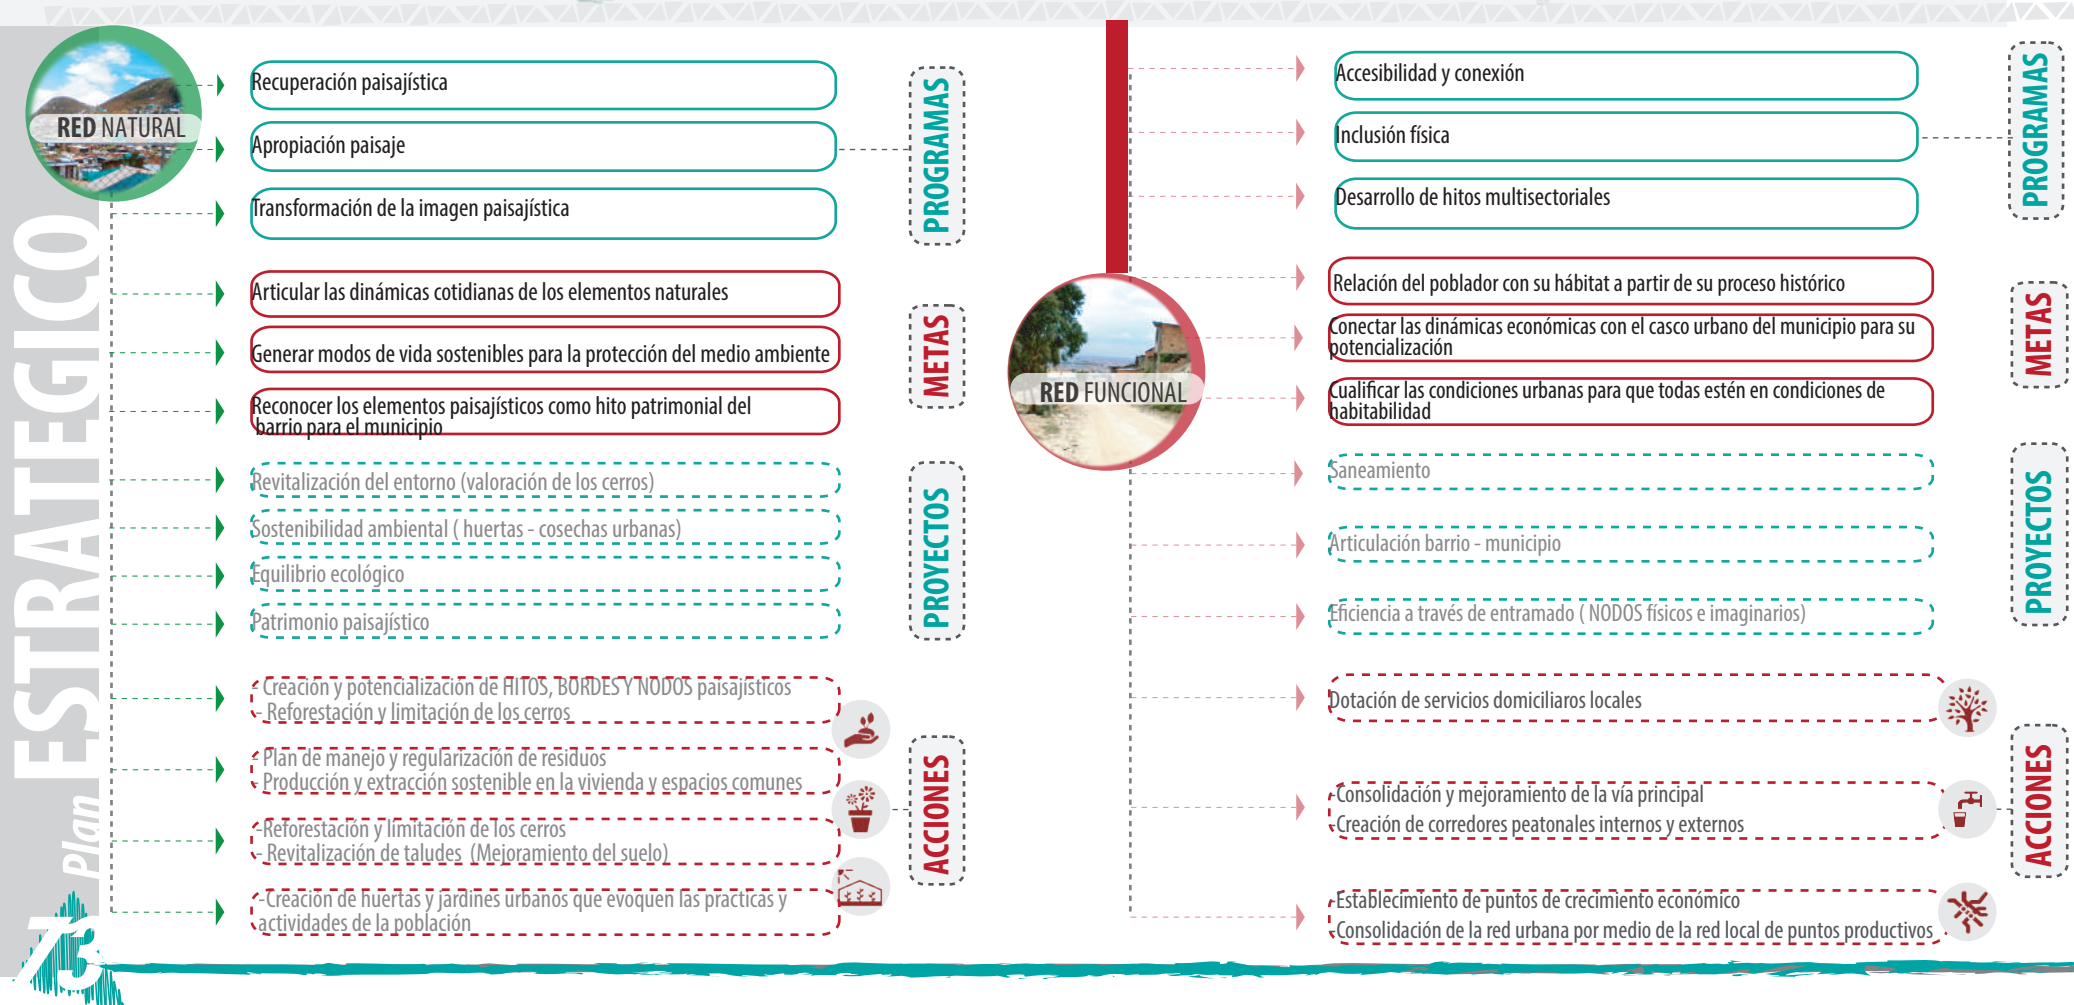 Plan ESTRATEGICO
RED NATURAL
Recuperación paisajística
Apropiación paisaje
Transformación de la imagen paisajística
PROGRAMAS
Articular las dinámicas cotidianas de los elementos naturales
Generar modos de vida sostenibles para la protección del medio ambiente
Reconocer los elementos paisajísticos como hito patrimonial del
barrio para el municipio
METAS
Revitalización del entorno (valoración de los cerros)
Sostenibilidad ambiental ( huertas - cosechas urbanas)
Equilibrio ecológico
Patrimonio paisajístico
PROYECTOS
- Creación y potencialización de HITOS, BORDES Y NODOS paisajísticos
- Reforestación y limitación de los cerros
- Plan de manejo y regularización de residuos
- Producción y extracción sostenible en la vivienda y espacios comunes
-Reforestación y limitación de los cerros
- Revitalización de taludes (Mejoramiento del suelo)
-Creación de huertas y jardines urbanos que evoquen las practicas y
actividades de la población
ACCIONES
RED FUNCIONAL
Accesibilidad y conexión
Inclusión física
Desarrollo de hitos multisectoriales
PROGRAMAS
Relación del poblador con su hábitat a partir de su proceso histórico
Conectar las dinámicas económicas con el casco urbano del municipio para su
potencialización
Cualificar las condiciones urbanas para que todas estén en condiciones de
habitabilidad
METAS
Saneamiento
Articulación barrio - municipio
Eficiencia a través de entramado ( NODOS físicos e imaginarios)
PROYECTOS
Dotación de servicios domiciliaros locales
-Consolidación y mejoramiento de la vía principal
-Creación de corredores peatonales internos y externos
-Establecimiento de puntos de crecimiento económico
-Consolidación de la red urbana por medio de la red local de puntos productivos
ACCIONES
73